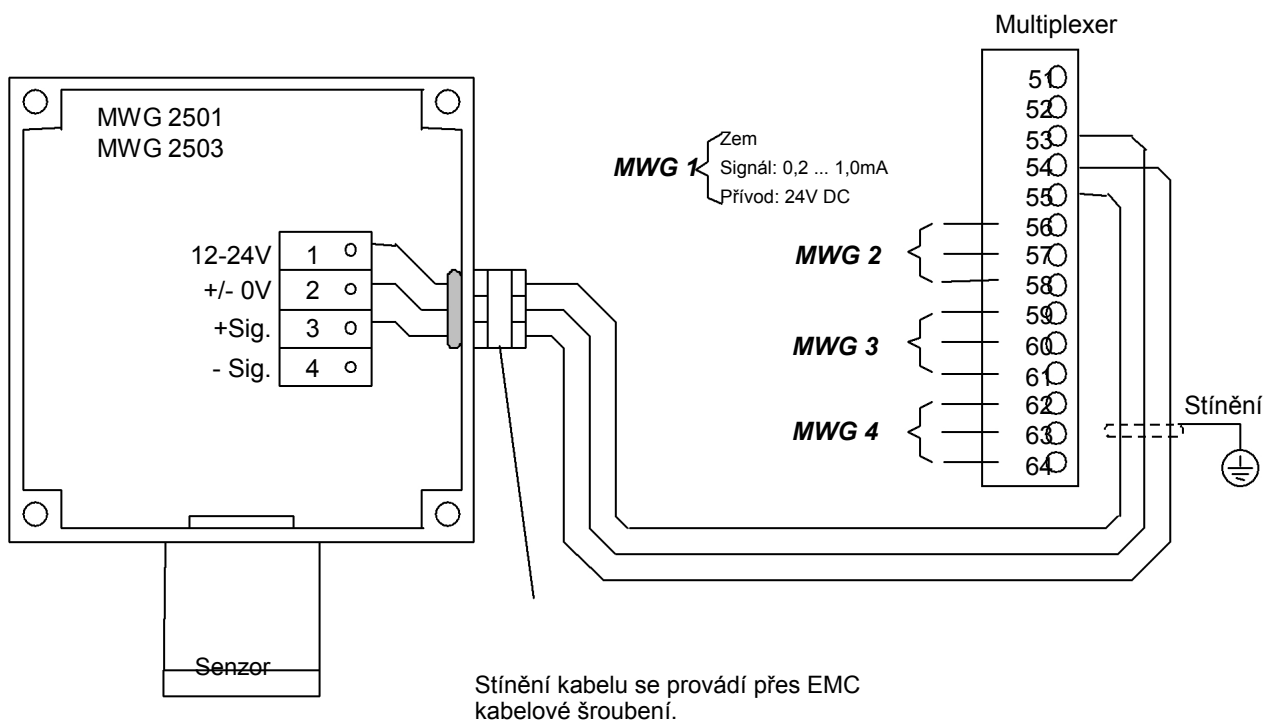 Multiplexer
MWG 2501
MWG 2503
12-24V 1
+/- 0V 2
+Sig. 3
- Sig. 4
Senzor
MWG 1
Zem
Signál: 0,2 ... 1,0mA
Přívod: 24V DC
MWG 2
MWG 3
MWG 4
51
52
53
54
55
56
57
58
59
60
61
62
63
64
Stínění
Stínění kabelu se provádí přes EMC
kabelové šroubení.